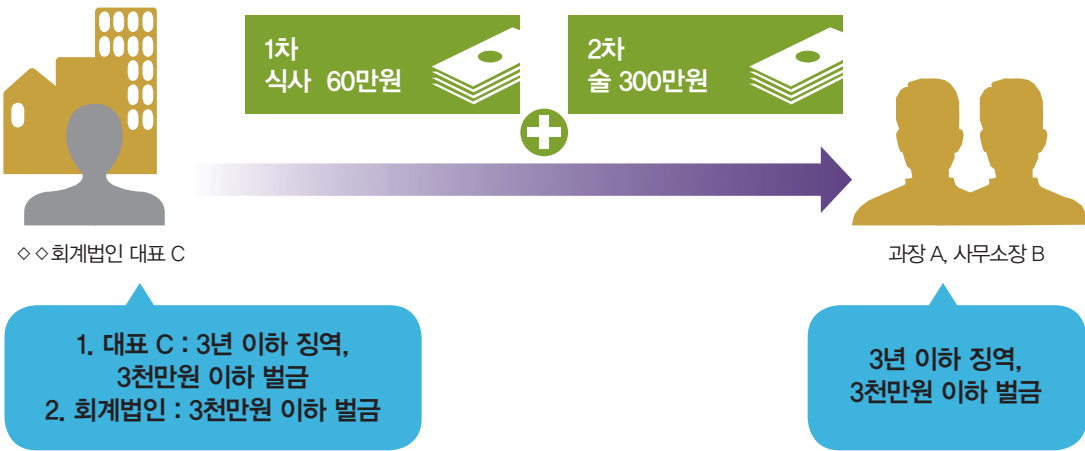 1차
식사 60만원
2차
술 300만원
◇◇회계법인 대표 C
과장 A, 사무소장 B
1. 대표 C : 3년 이하 징역,
3천만원 이하 벌금
2. 회계법인 : 3천만원 이하 벌금
3년 이하 징역,
3천만원 이하 벌금